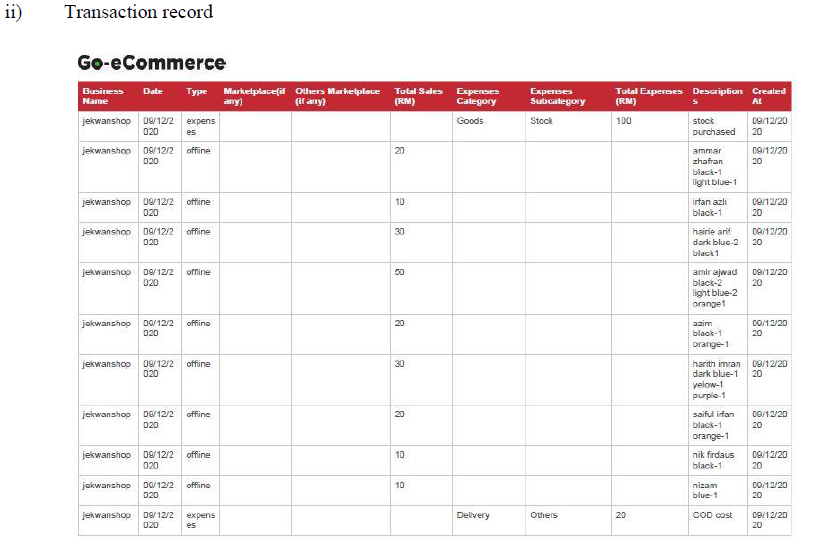 ii) Transaction record
Go-eCommerce
Business Name Date Type Marketplace(if any) Others Marketplace (if any) Total Sales (RM) Expenses Category Expenses Subcategory Total Expenses (RM) Descriptions Created At
jekwanshop 09/12/2020 expenses Goods Stock 100 stock purchased 09/12/2020
jekwanshop 09/12/2020 offline 20 ammar zhafran black-1 light blue-1 09/12/2020
jekwanshop 09/12/2020 offline 10 irfan azli black-1 09/12/2020
jekwanshop 09/12/2020 offline 30 hairie arif dark blue-2 black1 09/12/2020
jekwanshop 09/12/2020 offline 50 amir ajwad black-2 light blue-2 orange1 09/12/2020
jekwanshop 09/12/2020 offline 20 azim black-1 orange-1 09/12/2020
jekwanshop 09/12/2020 offline 30 harith imran dark blue-1 yelow-1 purple-1 09/12/2020
jekwanshop 09/12/2020 offline 20 saiful irfan black-1 orange-1 09/12/2020
jekwanshop 09/12/2020 offline 10 nik firdaus black-1 09/12/2020
jekwanshop 09/12/2020 offline 10 nizam blue-1 09/12/2020
jekwanshop 09/12/2020 expenses Delivery Others 20 COD cost 09/12/2020